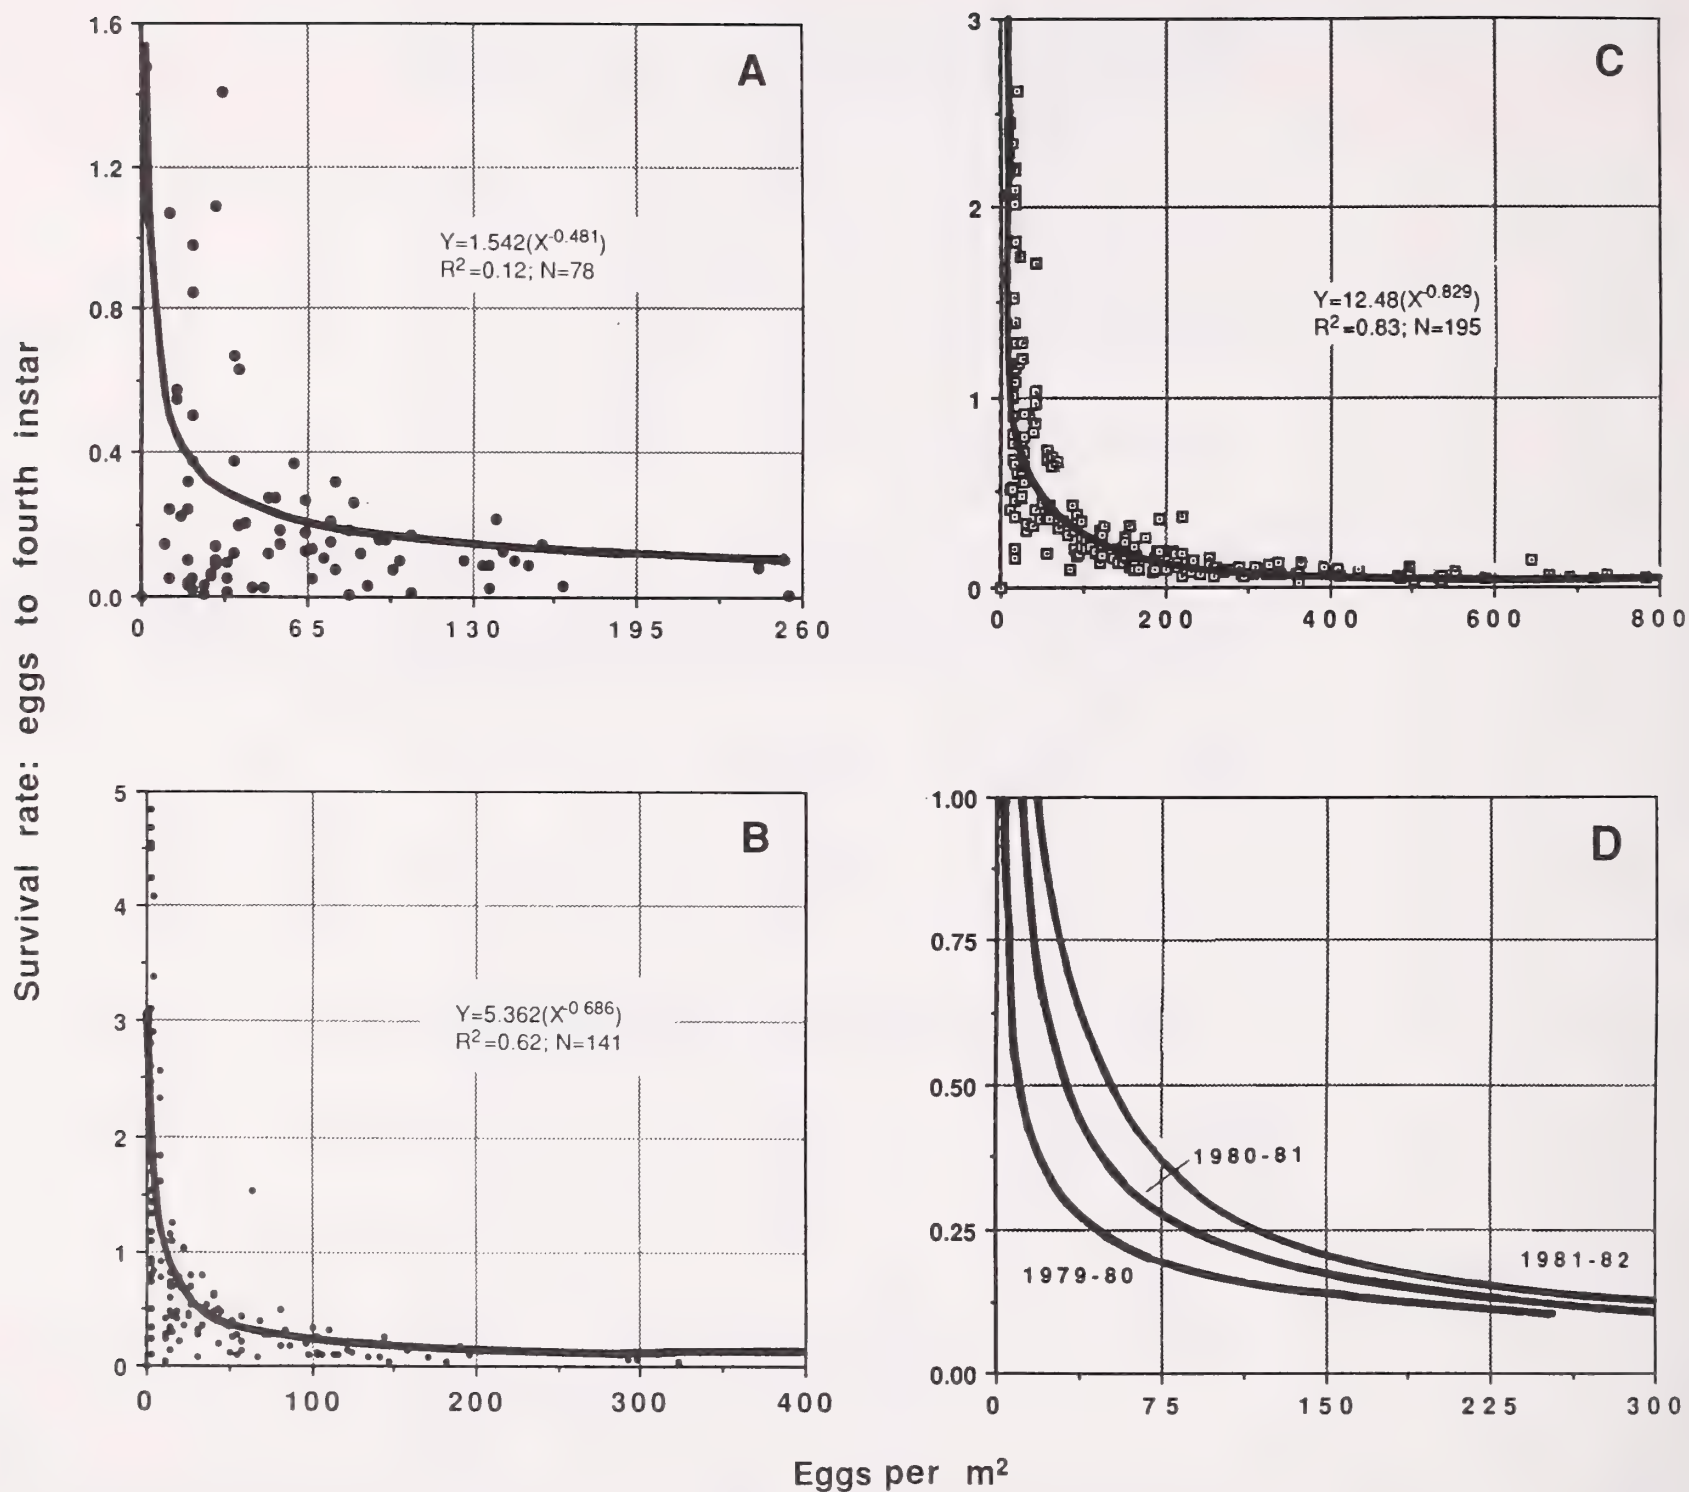 Survival rate: eggs to fourth instar
A
1.6
1.2
0.8
0.4
0.0
Y=1.542(X-0.481)
R2=0.12; N=78
0 65 130 195 260
C
3
2
1
0
Y=12.48(X-0.829)
R2=0.83; N=195
0 200 400 600 800
B
5
4
3
2
1
0
Y=5.362(X-0 686)
R2=0.62; N=141
0 100 200 300 400
D
1.00
0.75
0.50
0.25
0.00
1980-81
1981-82
1979-80
0 75 150 225 300
Eggs per m2